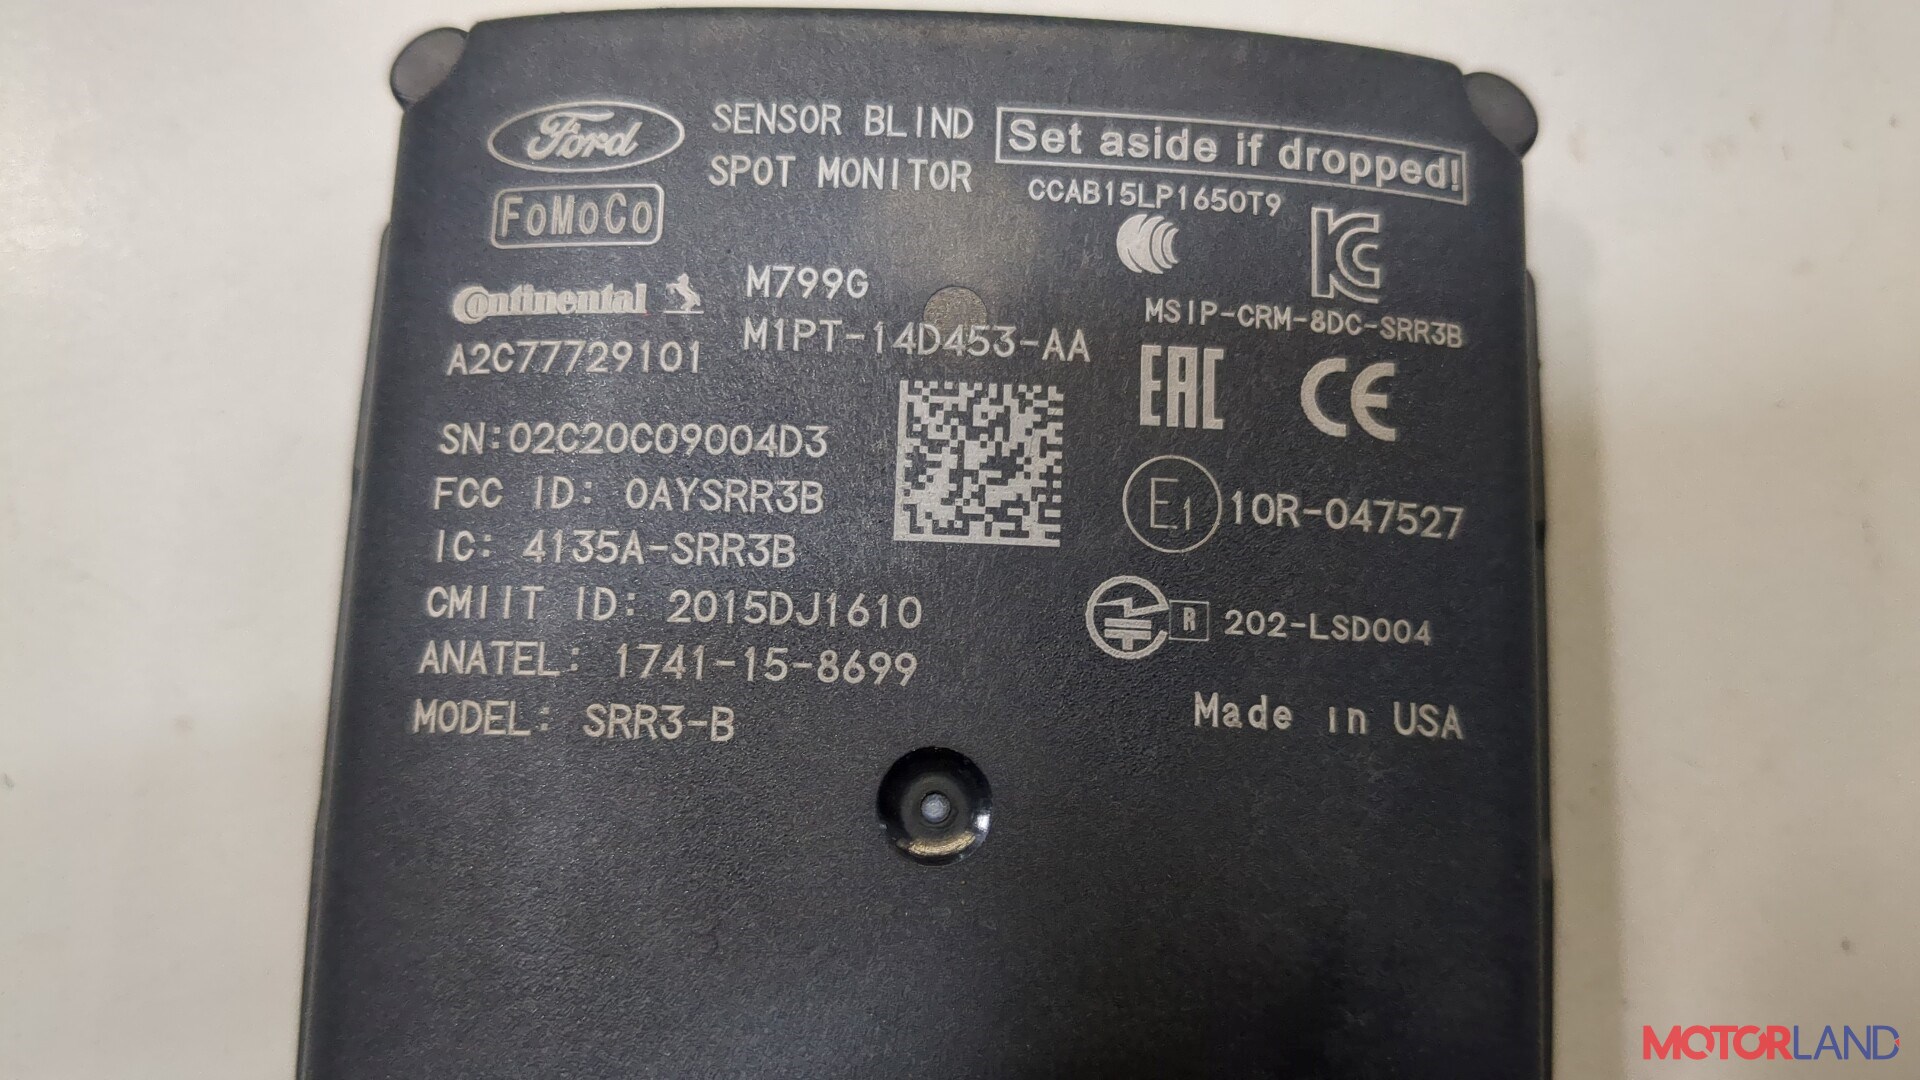 Ford
SENSOR BLIND
SPOT MONITOR
Set aside if dropped!
FoMoCo
CCAB15LP1650T9
Continental
M799G
M1PT-14D453-AA
MSIP-CRM-8DC-SRR3B
A2C77729101
EAC
CE
SN:02C20C09004D3
FCC ID: OAYSRR3B
E1 10R-047527
IC: 4135A-SRR3B
CMIIT ID: 2015DJ1610
R 202-LSD004
ANATEL: 1741-15-8699
MODEL: SRR3-B
Made in USA
MOTORLAND